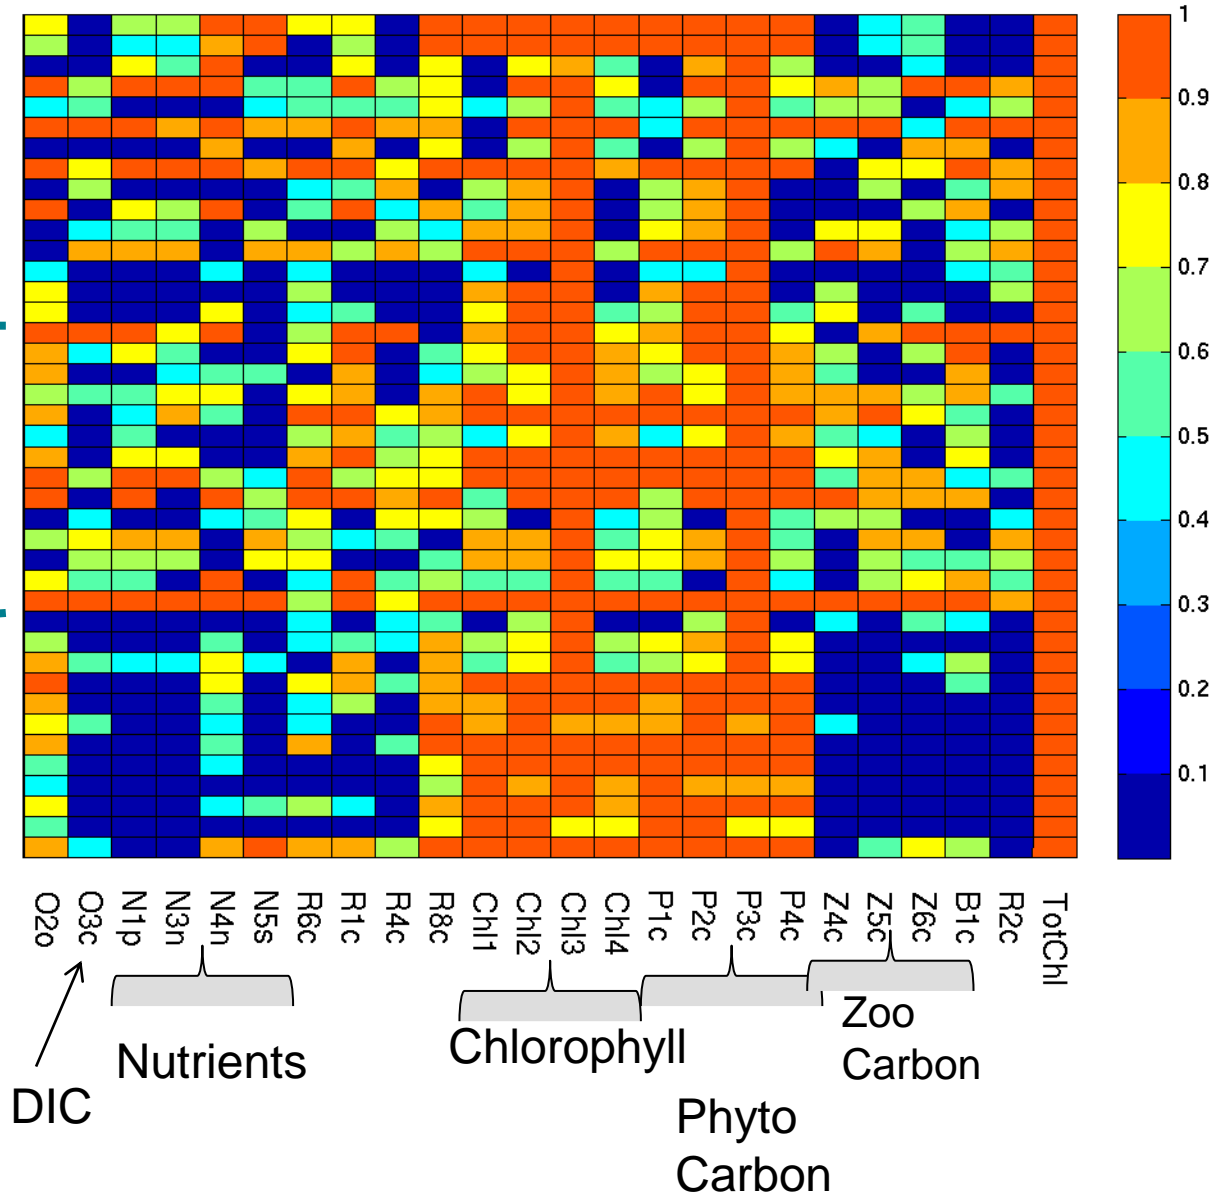 1
0.9
0.8
0.7
0.6
0.5
0.4
0.3
0.2
0.1
O2o
O3c
N1p
N3n
N4n
N5s
R6c
R1c
R4c
R8c
Chl1
Chl2
Chl3
Chl4
P1c
P2c
P3c
P4c
Z4c
Z5c
Z6c
B1c
R2c
TotChl
DIC
Nutrients
Chlorophyll
Phyto
Carbon
Zoo
Carbon